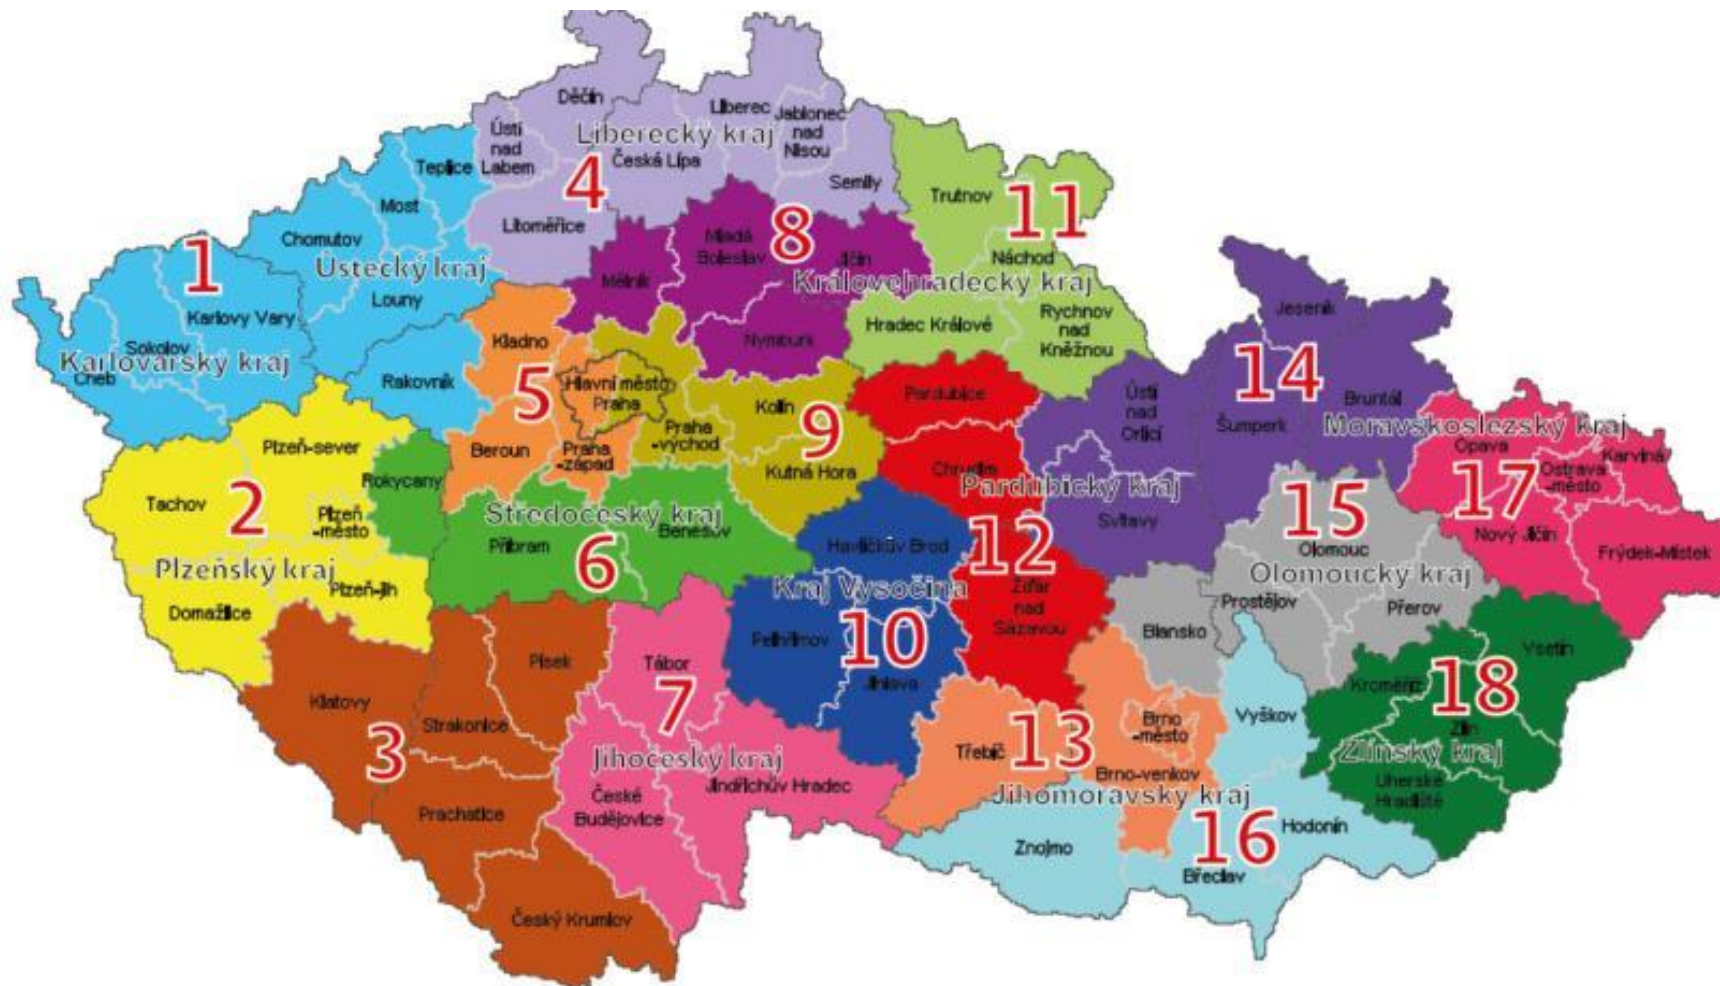 Děčín
Liberec
Jablonec
nad
Nisou
Ústí
nad
Labem
Liberecký kraj
Česká Lípa
4
Teplice
Semily
Most
Litoměřice
Trutnov
11
Chomutov
1
Ústecký kraj
Mladá
Boleslav
8
Jičín
Náchod
Mělník
Královehradecký kraj
Louny
Karlovy Vary
Sokolov
Karlovarský kraj
Cheb
Kladno
Nymburk
Hradec Králové
Rychnov
nad
Kněžnou
Jeseník
Rakovník
5
Hlavní město
Praha
Kolín
Pardubice
Ústí
nad
Orlicí
14
Bruntál
Šumperk
Moravskoslezský kraj
Plzeň-sever
Beroun
Praha
-západ
Praha
-východ
9
Kutná Hora
Chrudim
Pardubický kraj
Opava
Karviná
Ostrava
-město
17
Rokycany
Tachov
2
Plzeň
-město
Středočeský kraj
Příbram
6
Benešov
Havlíčkův Brod
12
Svitavy
15
Olomouc
Olomoucký kraj
Nový Jičín
Frýdek-Místek
Plzeňský kraj
Plzeň-jih
Domažlice
Kraj Vysočina
Žďár
nad
Sázavou
Prostějov
Přerov
Blansko
Písek
Tábor
7
Pelhřimov
10
Jihlava
Vsetín
Kroměříž
18
Zlín
Zlínský kraj
Klatovy
3
Strakonice
Jihočeský kraj
Jindřichův Hradec
Třebíč
13
Brno
-město
Brno-venkov
Vyškov
Jihomoravský kraj
Uherské
Hradiště
Prachatice
České
Budějovice
Znojmo
16
Hodonín
Břeclav
Český Krumlov